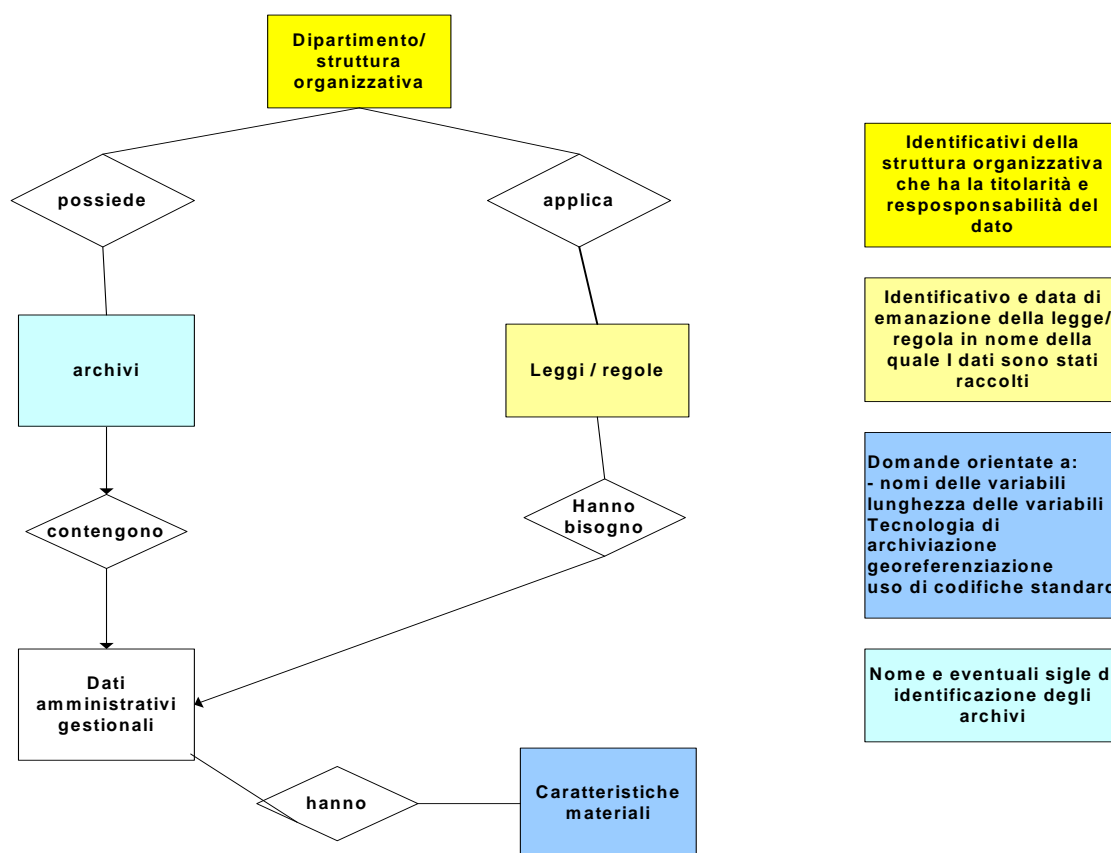 Dipartimento/
struttura
organizzativa
possiede
applica
archivi
Leggi / regole
contengono
Hanno
bisogno
Dati
amministrativi
gestionali
hanno
Caratteristiche
materiali
Identificativi della
struttura organizzativa
che ha la titolarità e
resposponsabilità del
dato
Identificativo e data di
emanazione della legge/
regola in nome della
quale I dati sono stati
raccolti
Domande orientate a:
- nomi delle variabili
lunghezza delle variabili
Tecnologia di
archiviazione
georeferenziazione
uso di codifiche standard
Nome e eventuali sigle d
identificazione degli
archivi